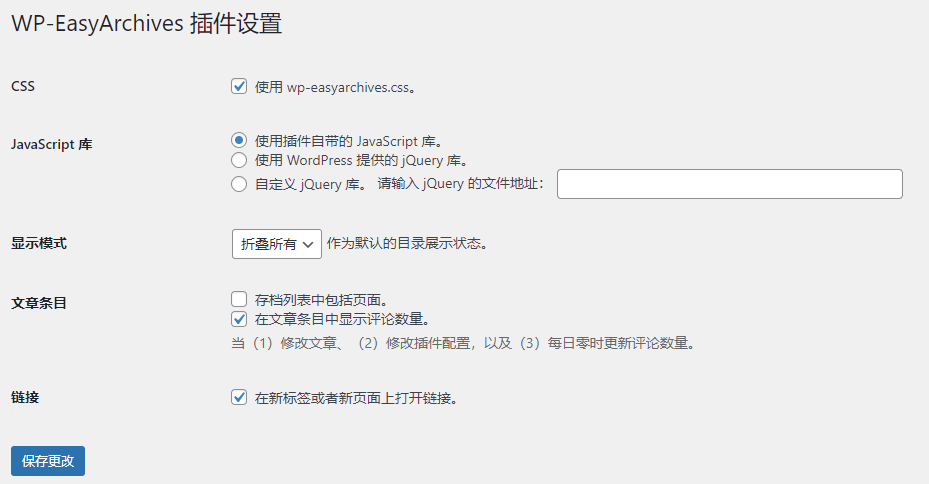 WP-EasyArchives 插件设置
CSS
使用 wp-easyarchives.css。
JavaScript 库
使用插件自带的 JavaScript 库。
使用 WordPress 提供的 jQuery 库。
自定义 jQuery 库。 请输入 jQuery 的文件地址：
显示模式
折叠所有 作为默认的目录展示状态。
文章条目
存档列表中包括页面。
在文章条目中显示评论数量。
当（1）修改文章、（2）修改插件配置，以及（3）每日零时更新评论数量。
链接
在新标签或者新页面上打开链接。
保存更改